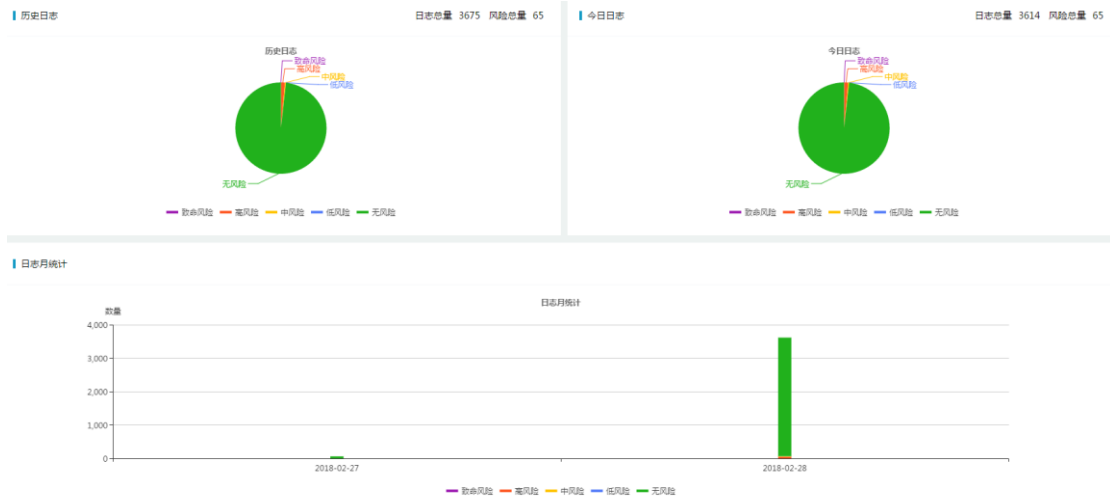 历史日志 日志总量 3675 风险总量 65
历史日志
致命风险
高风险
中风险
低风险
无风险
致命风险 高风险 中风险 低风险 无风险
今日日志 日志总量 3614 风险总量 65
今日日志
致命风险
高风险
中风险
低风险
无风险
致命风险 高风险 中风险 低风险 无风险
日志月统计
日志月统计
数量
4,000
3,000
2,000
1,000
0
2018-02-27 2018-02-28
致命风险 高风险 中风险 低风险 无风险